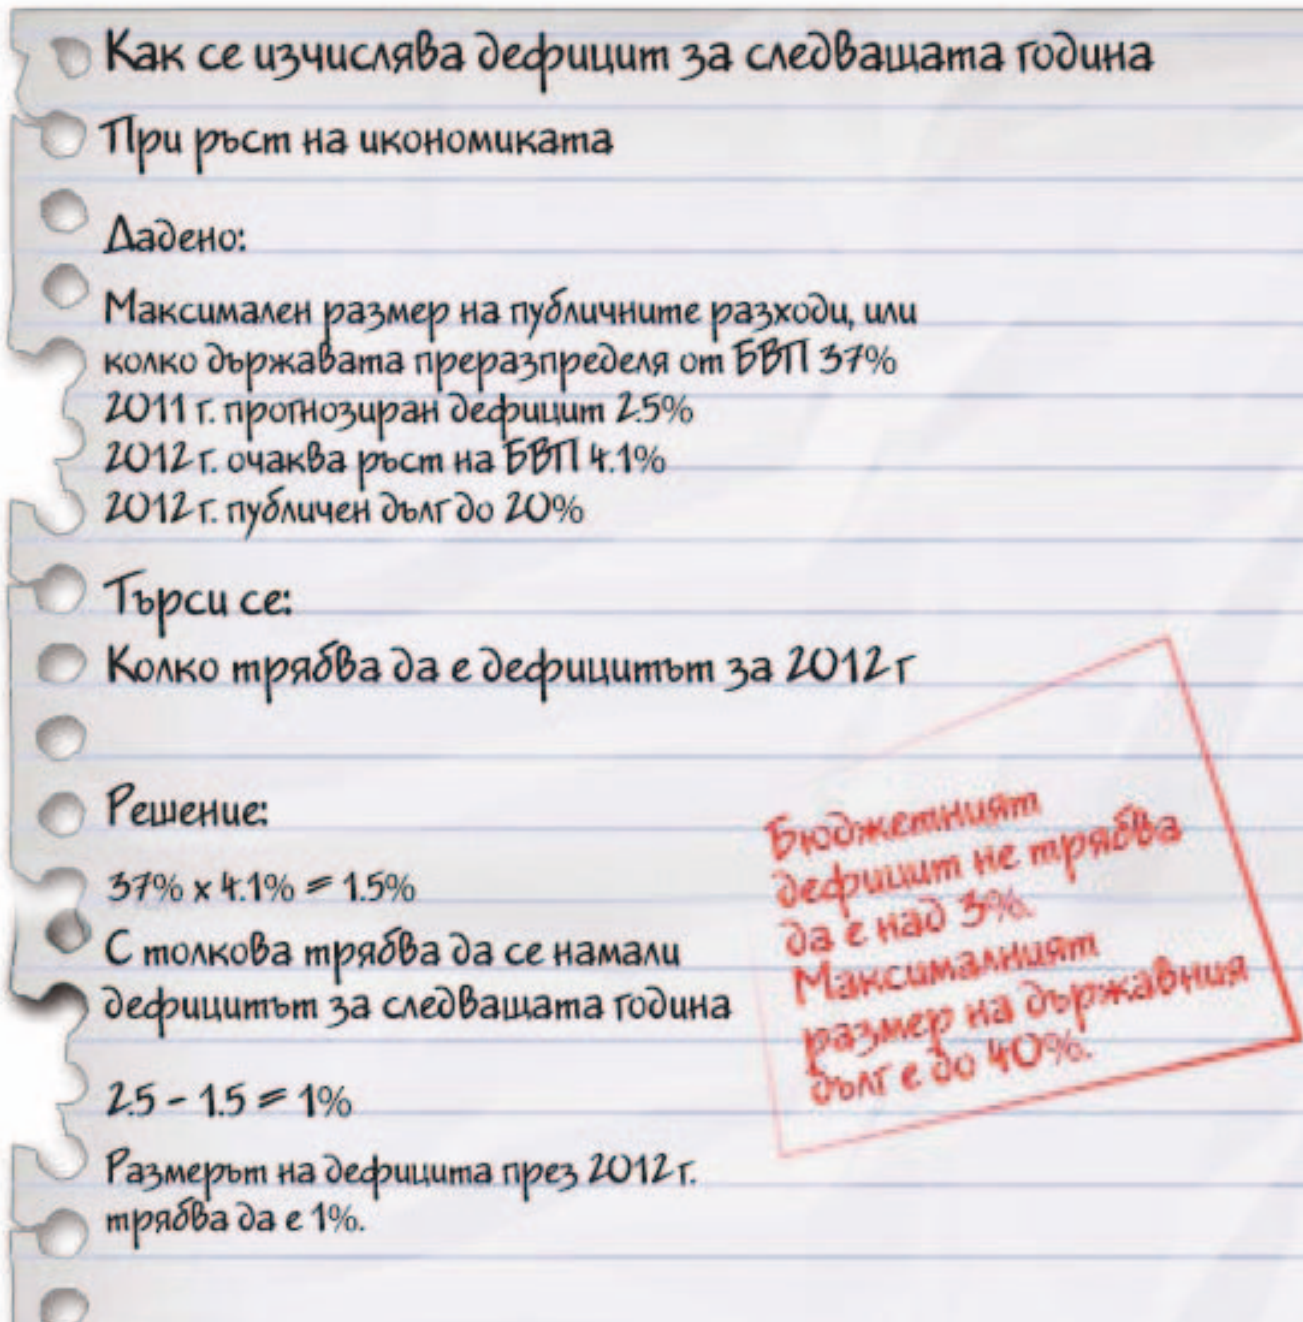 Как се изчислява дефицит за следващата година
При ръст на икономиката
Дадено:
Максимален размер на публичните разходи, или
колко държавата преразпределя от БВП 37%
2011 г. прогнозиран дефицит 2.5%
2012 г. очаква ръст на БВП 4.1%
2012 г. публичен дълг до 20%
Търси се:
Колко трябва да е дефицитът за 2012 г
Решение:
37% x 4.1% = 1.5%
С толкова трябва да се намали
дефицитът за следващата година
2.5 - 1.5 = 1%
Размерът на дефицита през 2012 г.
трябва да е 1%.
Бюджетният
дефицит не трябва
да е над 3%.
Максималният
размер на държавния
дълг е до 40%.